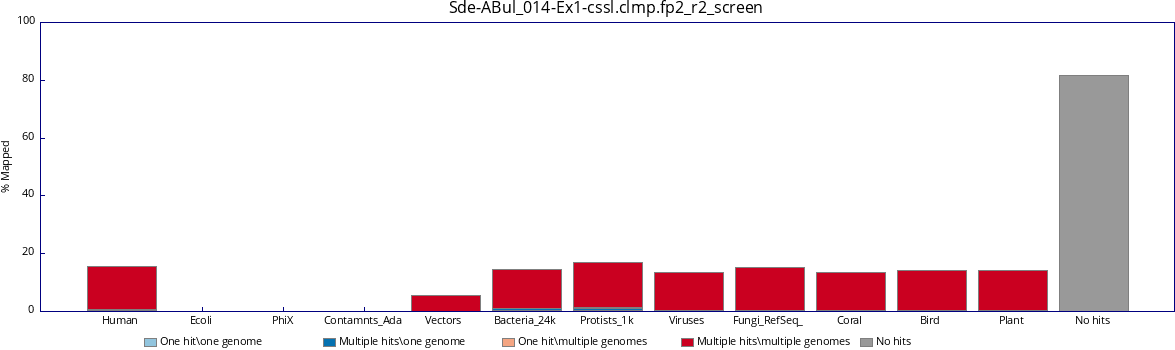 Sde-ABul_014-Ex1-cssl.clmp.fp2_r2_screen
% Mapped
100
80
60
40
20
0
Human Ecoli PhiX Contamnts_Ada Vectors Bacteria_24k Protists_1k Viruses Fungi_RefSeq_ Coral Bird Plant No hits
One hit\one genome Multiple hits\one genome One hit\multiple genomes Multiple hits\multiple genomes No hits